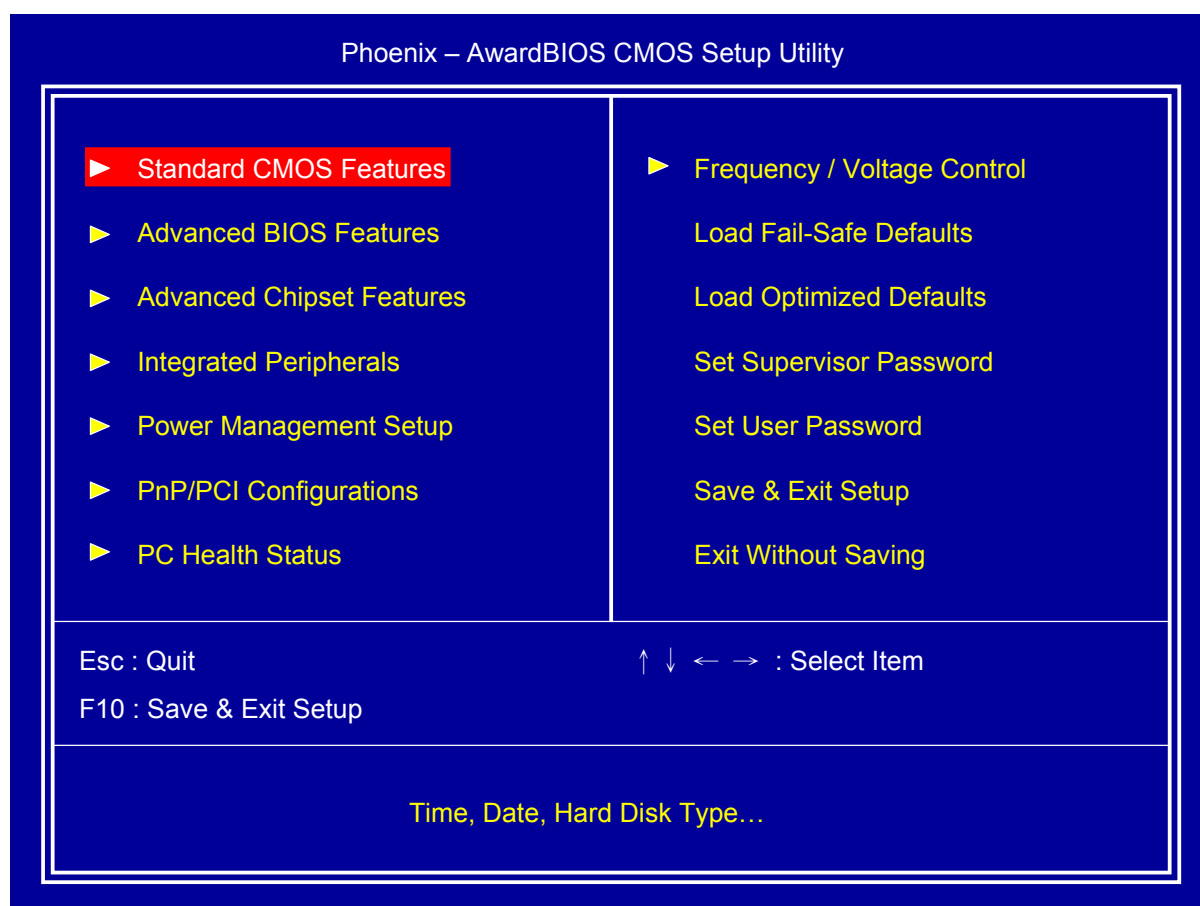 Phoenix – AwardBIOS CMOS Setup Utility
Standard CMOS Features
Advanced BIOS Features
Advanced Chipset Features
Integrated Peripherals
Power Management Setup
PnP/PCI Configurations
PC Health Status
Frequency / Voltage Control
Load Fail-Safe Defaults
Load Optimized Defaults
Set Supervisor Password
Set User Password
Save & Exit Setup
Exit Without Saving
Esc : Quit
F10 : Save & Exit Setup
↑ ↓ ← → : Select Item
Time, Date, Hard Disk Type…